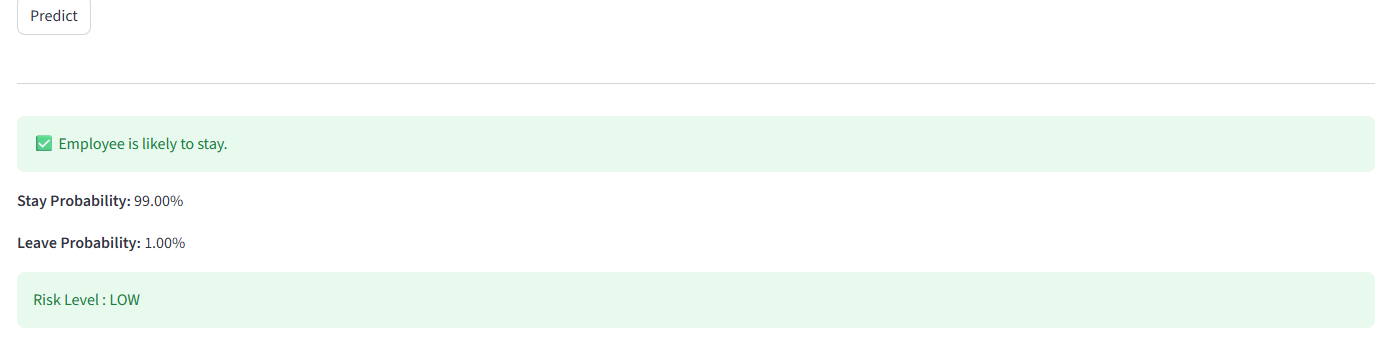 Predict
✅ Employee is likely to stay.
Stay Probability: 99.00%
Leave Probability: 1.00%
Risk Level : LOW